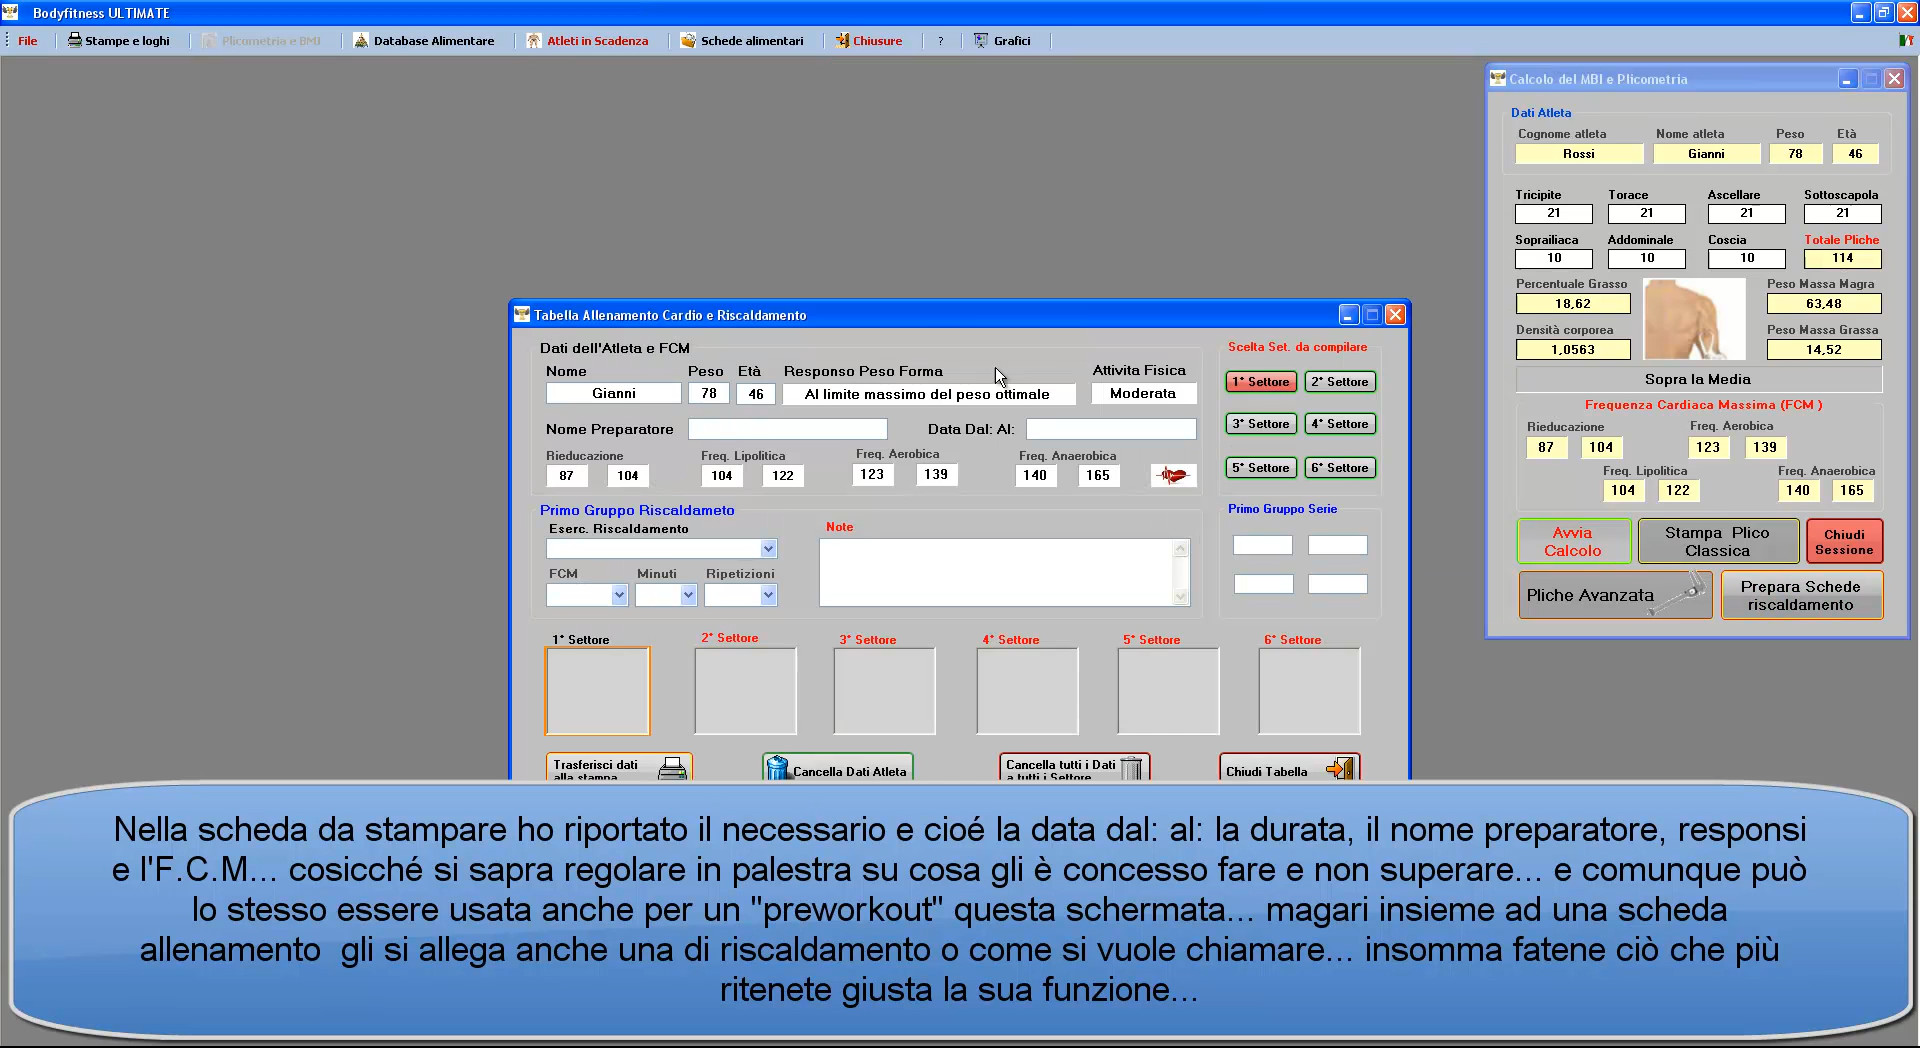 Bodyfitness ULTIMATE
File Stampe e loghi Plicometria e BMI Database Alimentare Atleti in Scadenza Schede alimentari Chiusure ? Grafici
Calcolo del MBI e Plicometria
Dati Atleta
Cognome atleta Nome atleta Peso Età
Rossi Gianni 78 46
Tricipite Torace Ascellare Sottoscapola
21 21 21 21
Soprailiaca Addominale Coscia Totale Pliche
10 10 10 114
Percentuale Grasso Peso Massa Magra
18,62 63,48
Densità corporea Peso Massa Grassa
1,0563 14,52
Sopra la Media
Frequenza Cardiaca Massima (FCM )
Rieducazione Freq. Aerobica
87 104 123 139
Freq. Lipolitica Freq. Anaerobica
104 122 140 165
Avvia Calcolo
Stampa Plico Classica
Chiudi Sessione
Pliche Avanzata
Prepara Schede riscaldamento
Tabella Allenamento Cardio e Riscaldamento
Dati dell'Atleta e FCM
Nome Peso Età Responso Peso Forma Attivita Fisica
Gianni 78 46 Al limite massimo del peso ottimale Moderata
Nome Preparatore Data Dal: Al:
Rieducazione Freq. Lipolitica Freq. Aerobica Freq. Anaerobica
87 104 104 122 123 139 140 165
Scelta Set. da compilare
1° Settore 2° Settore
3° Settore 4° Settore
5° Settore 6° Settore
Primo Gruppo Riscaldameto
Eserc. Riscaldamento Note
FCM Minuti Ripetizioni
Primo Gruppo Serie
1° Settore 2° Settore 3° Settore 4° Settore 5° Settore 6° Settore
Trasferisci dati
alla stampa
Cancella Dati Atleta
Cancella tutti i Dati
a tutti i Settore
Chiudi Tabella
Nella scheda da stampare ho riportato il necessario e cioé la data dal: al: la durata, il nome preparatore, responsi
e l'F.C.M... cosicché si sapra regolare in palestra su cosa gli è concesso fare e non superare... e comunque può
lo stesso essere usata anche per un "preworkout" questa schermata... magari insieme ad una scheda
allenamento gli si allega anche una di riscaldamento o come si vuole chiamare... insomma fatene ciò che più
ritenete giusta la sua funzione...